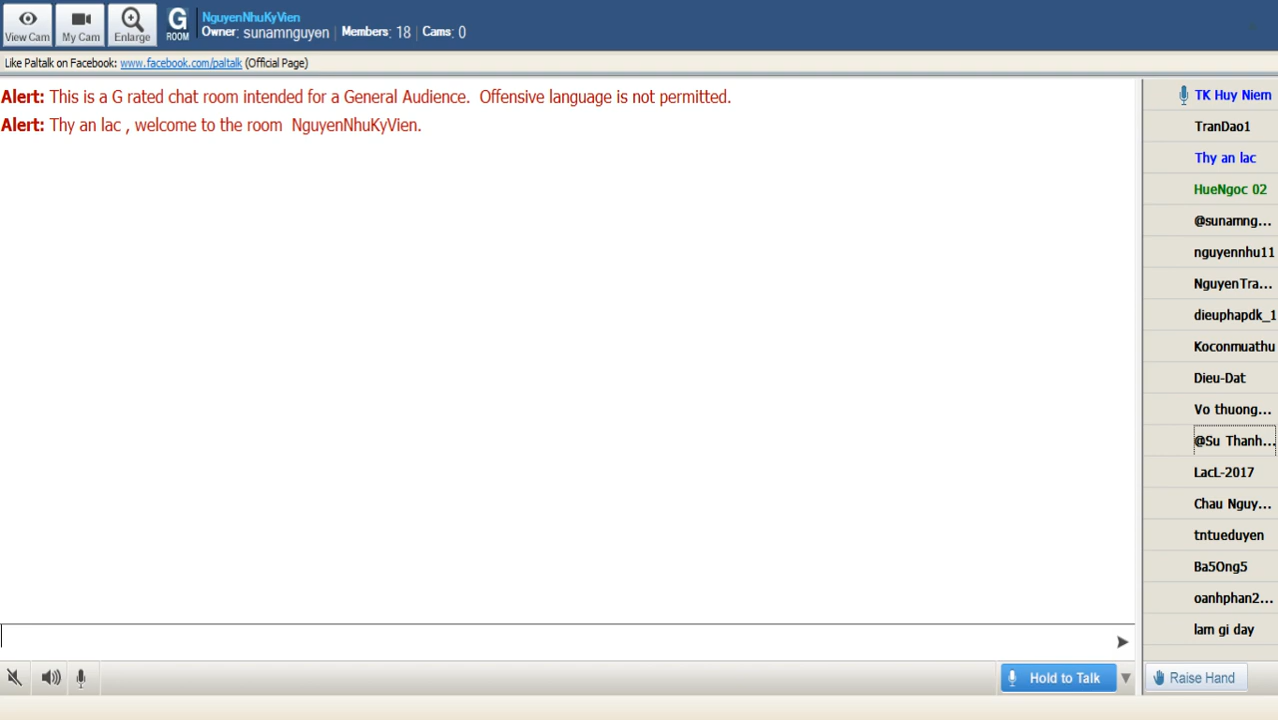 NguyenNhuKyVien
G
ROOM
Owner: sunamnguyen Members: 18 Cams: 0
View Cam My Cam Enlarge
Like Paltalk on Facebook: www.facebook.com/paltalk (Official Page)
Alert: This is a G rated chat room intended for a General Audience. Offensive language is not permitted.
Alert: Thy an lac , welcome to the room NguyenNhuKyVien.
TK Huy Niem
TranDao1
Thy an lac
HueNgoc 02
@sunamng...
nguyennhu11
NguyenTra...
dieuphapdk_1
Koconmuathu
Dieu-Dat
Vo thuong...
@Su Thanh...
LacL-2017
Chau Nguy...
tntueduyen
Ba5Ong5
oanhphan2...
lam gi day
Hold to Talk
Raise Hand